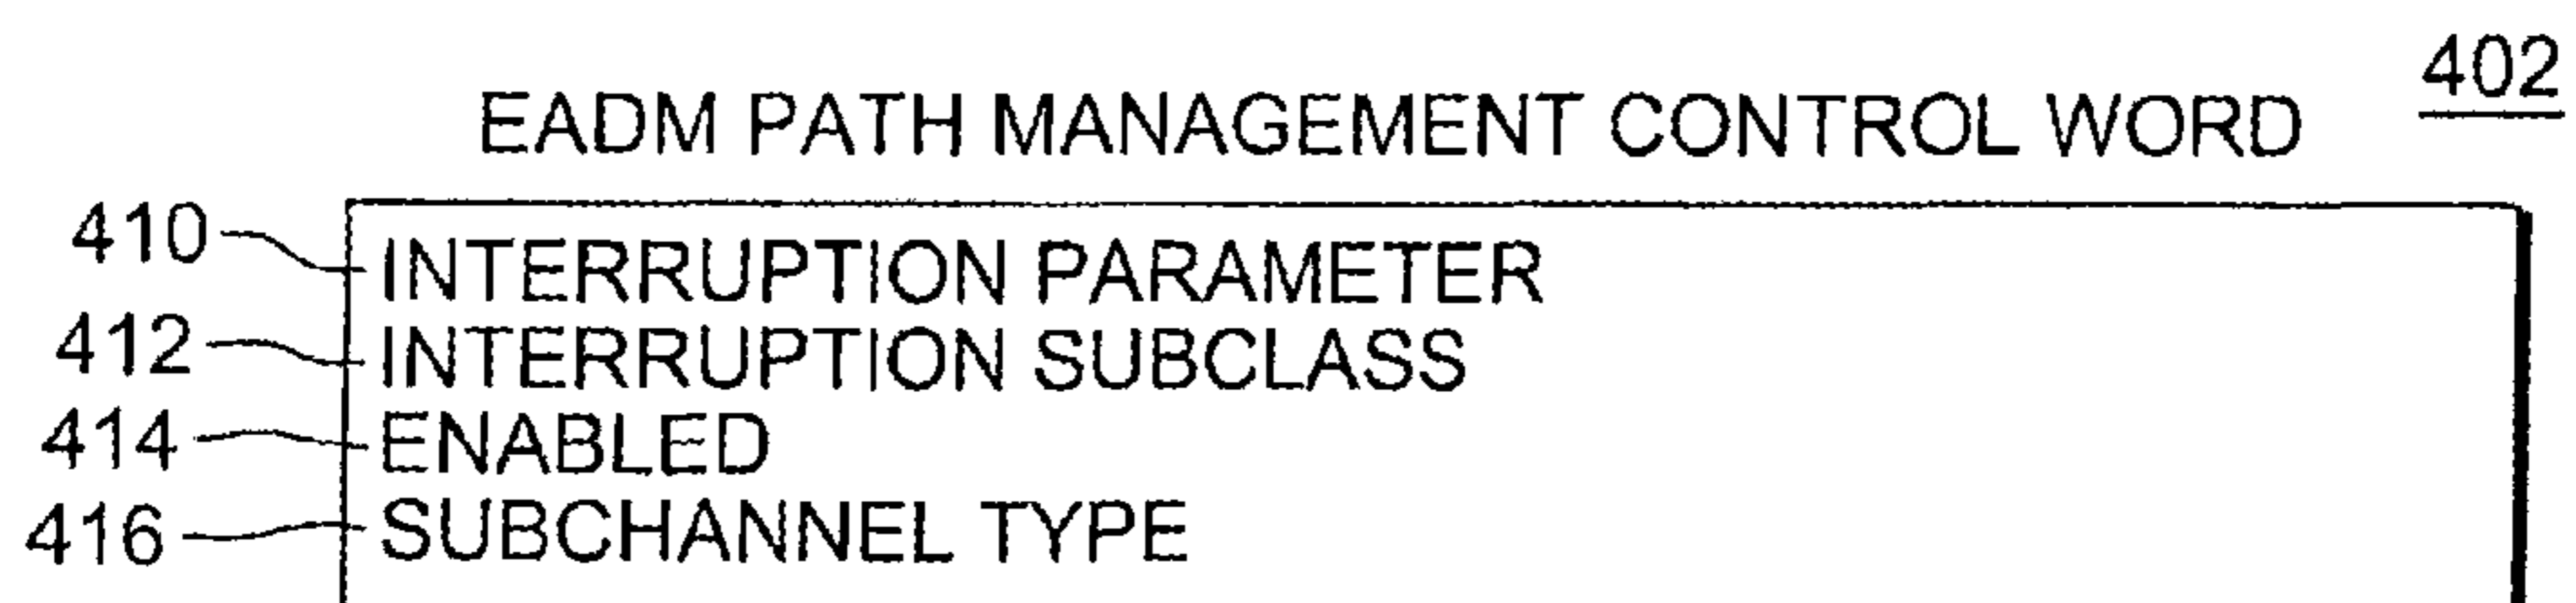 402
EADM PATH MANAGEMENT CONTROL WORD
410 INTERRUPTION PARAMETER
412 INTERRUPTION SUBCLASS
414 ENABLED
416 SUBCHANNEL TYPE